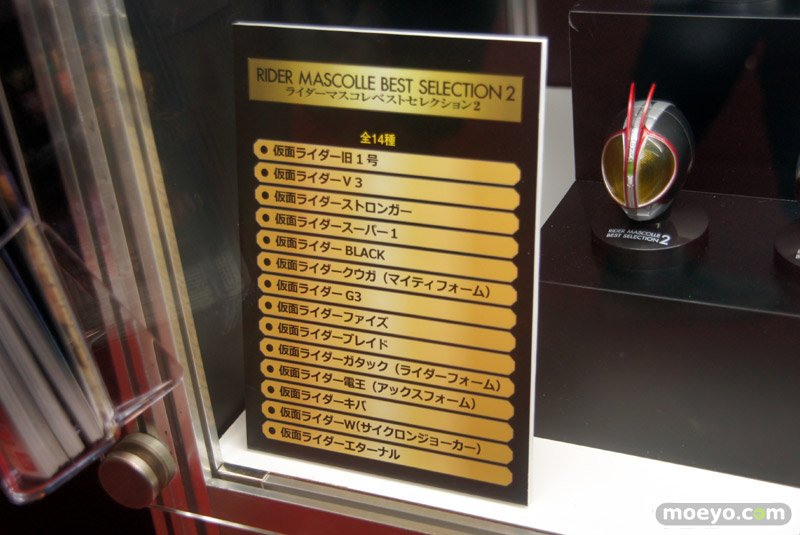 RIDER MASCOLLE BEST SELECTION 2
ライダーマスコレベストセレクション2
全14種
● 仮面ライダー旧1号
● 仮面ライダーV3
● 仮面ライダーストロンガー
● 仮面ライダースーパー1
● 仮面ライダー BLACK
● 仮面ライダークウガ（マイティフォーム）
● 仮面ライダー G3
● 仮面ライダーファイズ
● 仮面ライダーブレイド
● 仮面ライダーガタック（ライダーフォーム）
● 仮面ライダー電王（アックスフォーム）
● 仮面ライダーキバ
● 仮面ライダーW(サイクロンジョーカー）
● 仮面ライダーエターナル
RIDER MASCOLLE
BEST SELECTION 2
moeyo.com